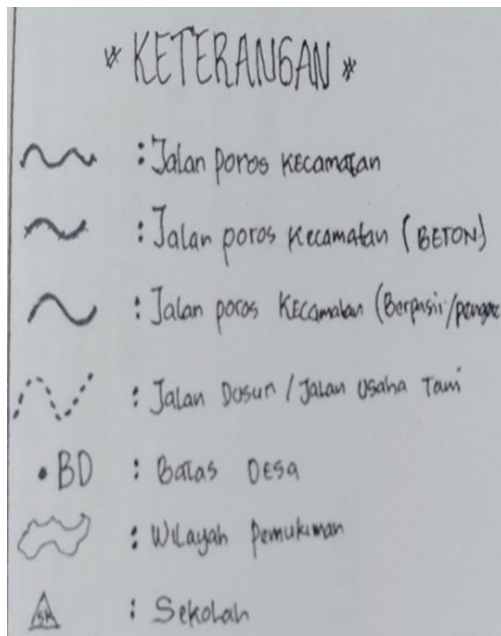 * KETERANGAN *
: Jalan poros Kecamatan
: Jalan poros Kecamatan (BETON)
: Jalan poros Kecamatan (Berpasir/
: Jalan Dusun / Jalan Usaha Tani
• BD : Batas Desa
: Wilayah Pemukiman
SK : Sekolah